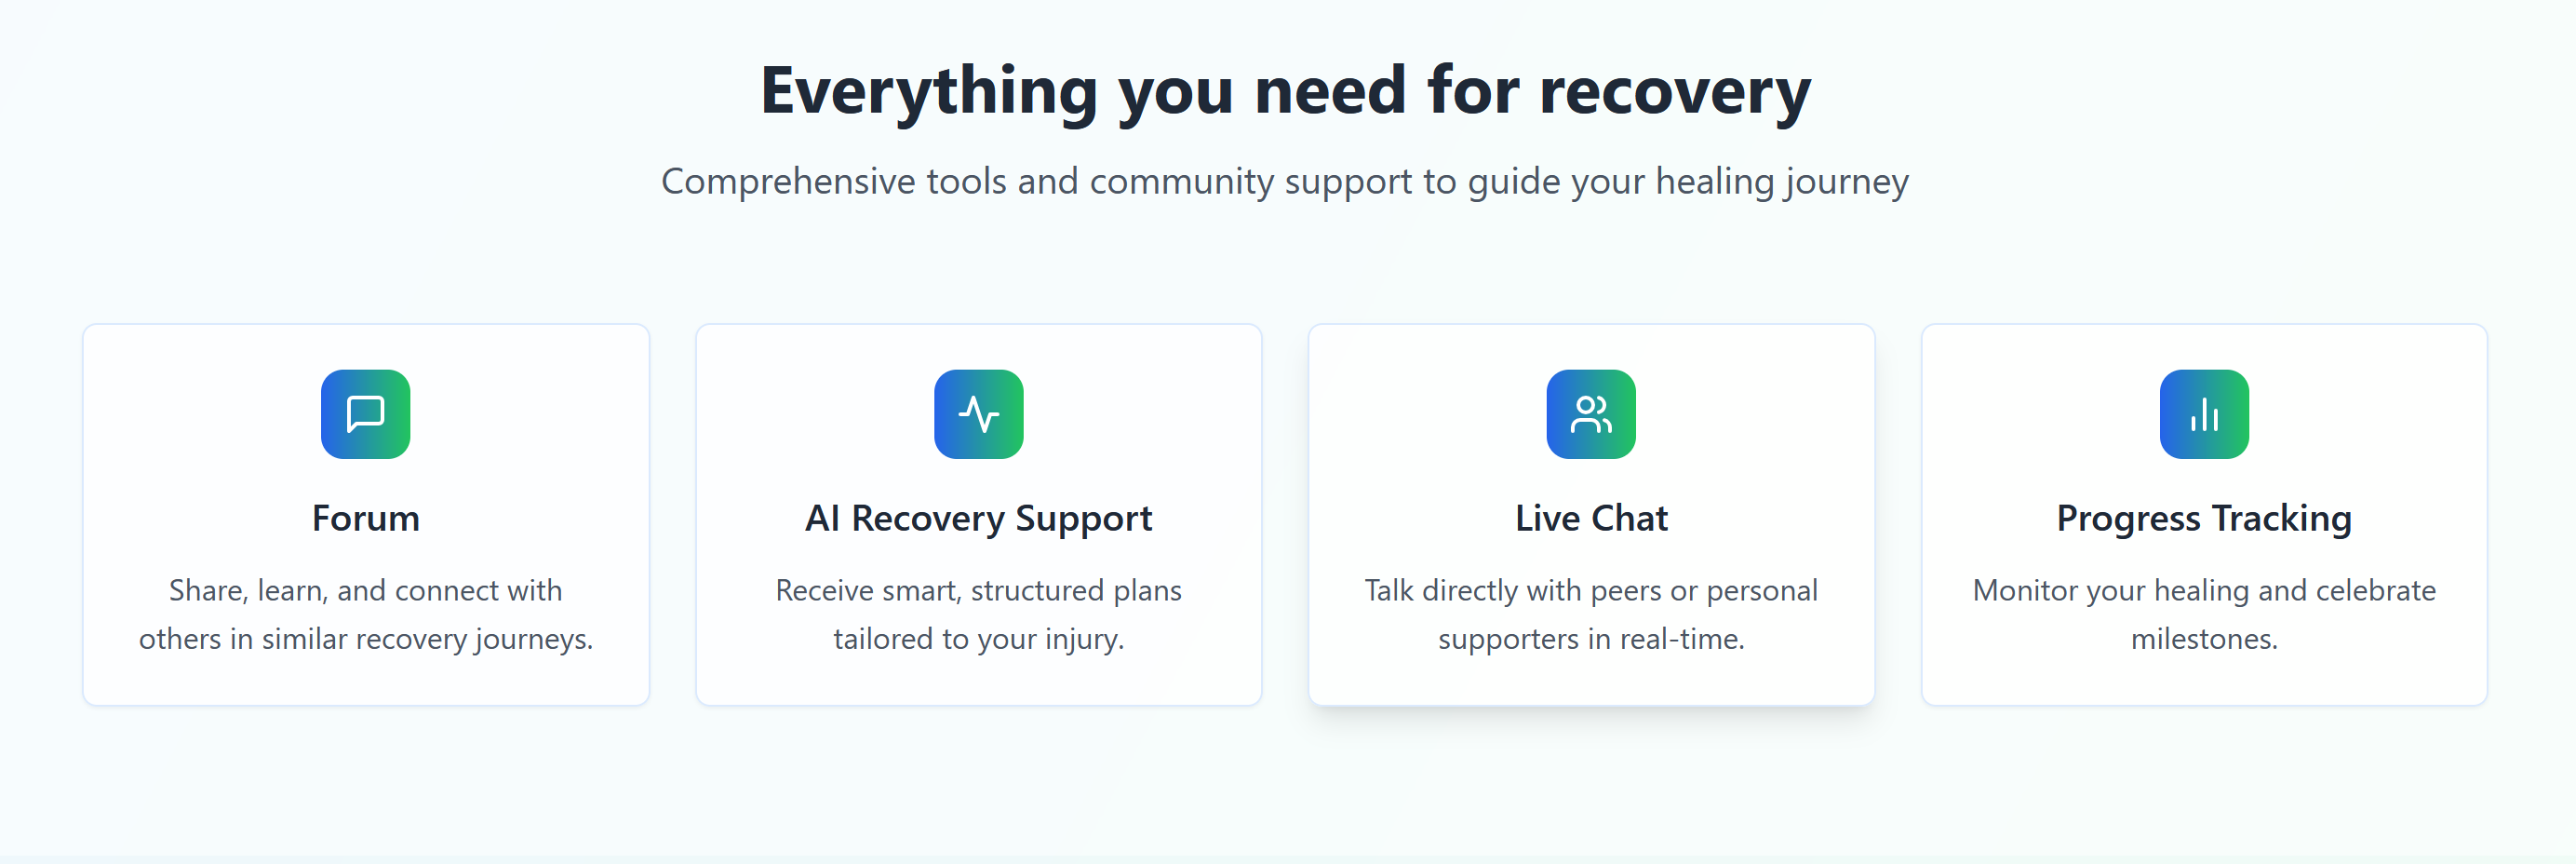 Everything you need for recovery
Comprehensive tools and community support to guide your healing journey
Forum
Share, learn, and connect with
others in similar recovery journeys.
AI Recovery Support
Receive smart, structured plans
tailored to your injury.
Live Chat
Talk directly with peers or personal
supporters in real-time.
Progress Tracking
Monitor your healing and celebrate
milestones.